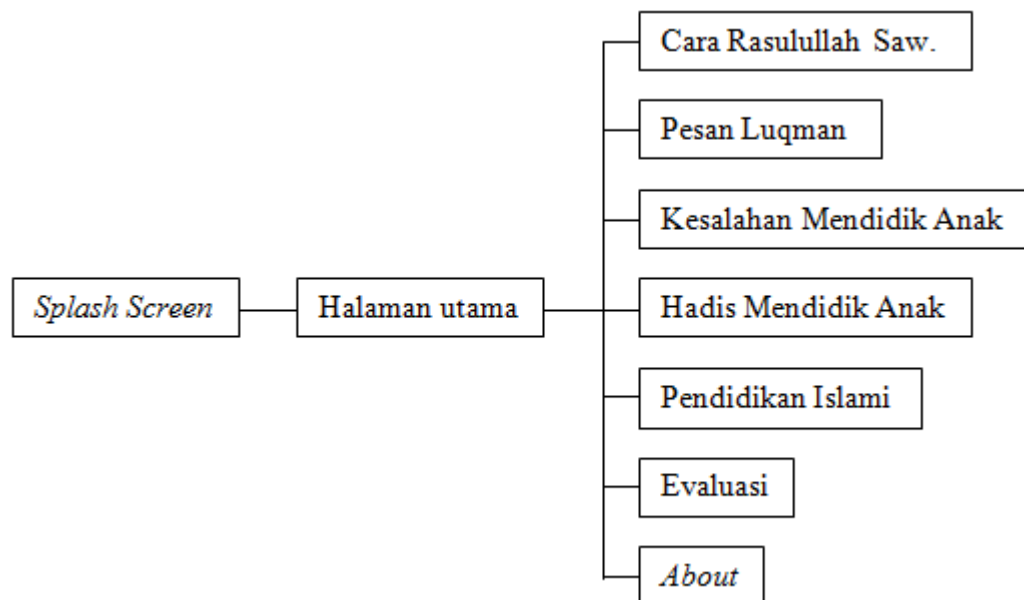 Splash Screen
Halaman utama
Cara Rasulullah Saw.
Pesan Luqman
Kesalahan Mendidik Anak
Hadis Mendidik Anak
Pendidikan Islami
Evaluasi
About